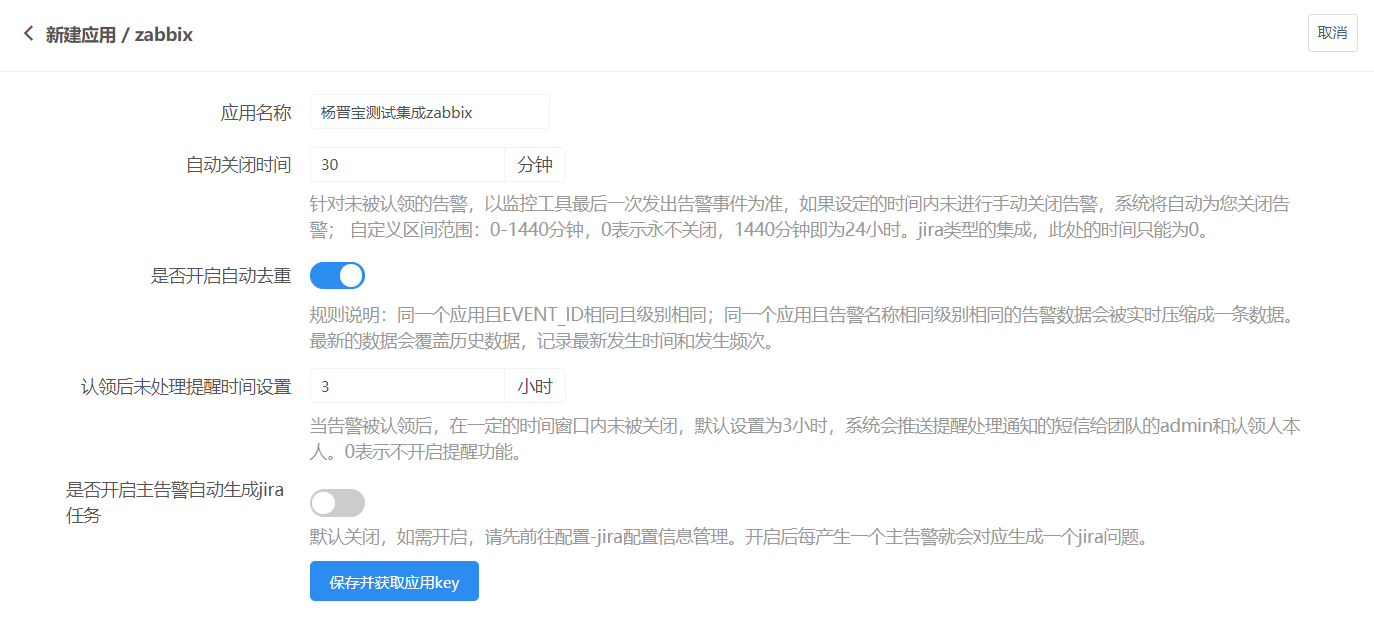 新建应用 / zabbix
取消
应用名称
杨晋宝测试集成zabbix
自动关闭时间
30
分钟
针对未被认领的告警，以监控工具最后一次发出告警事件为准，如果设定的时间内未进行手动关闭告警，系统将自动为您关闭告
警； 自定义区间范围：0-1440分钟，0表示永不关闭，1440分钟即为24小时。jira类型的集成，此处的时间只能为0。
是否开启自动去重
规则说明：同一个应用且EVENT_ID相同且级别相同；同一个应用且告警名称相同级别相同的告警数据会被实时压缩成一条数据。
最新的数据会覆盖历史数据，记录最新发生时间和发生频次。
认领后未处理提醒时间设置
3
小时
当告警被认领后，在一定的时间窗口内未被关闭，默认设置为3小时，系统会推送提醒处理通知的短信给团队的admin和认领人本
人。0表示不开启提醒功能。
是否开启主告警自动生成jira
任务
默认关闭，如需开启，请先前往配置-jira配置信息管理。开启后每产生一个主告警就会对应生成一个jira问题。
保存并获取应用key